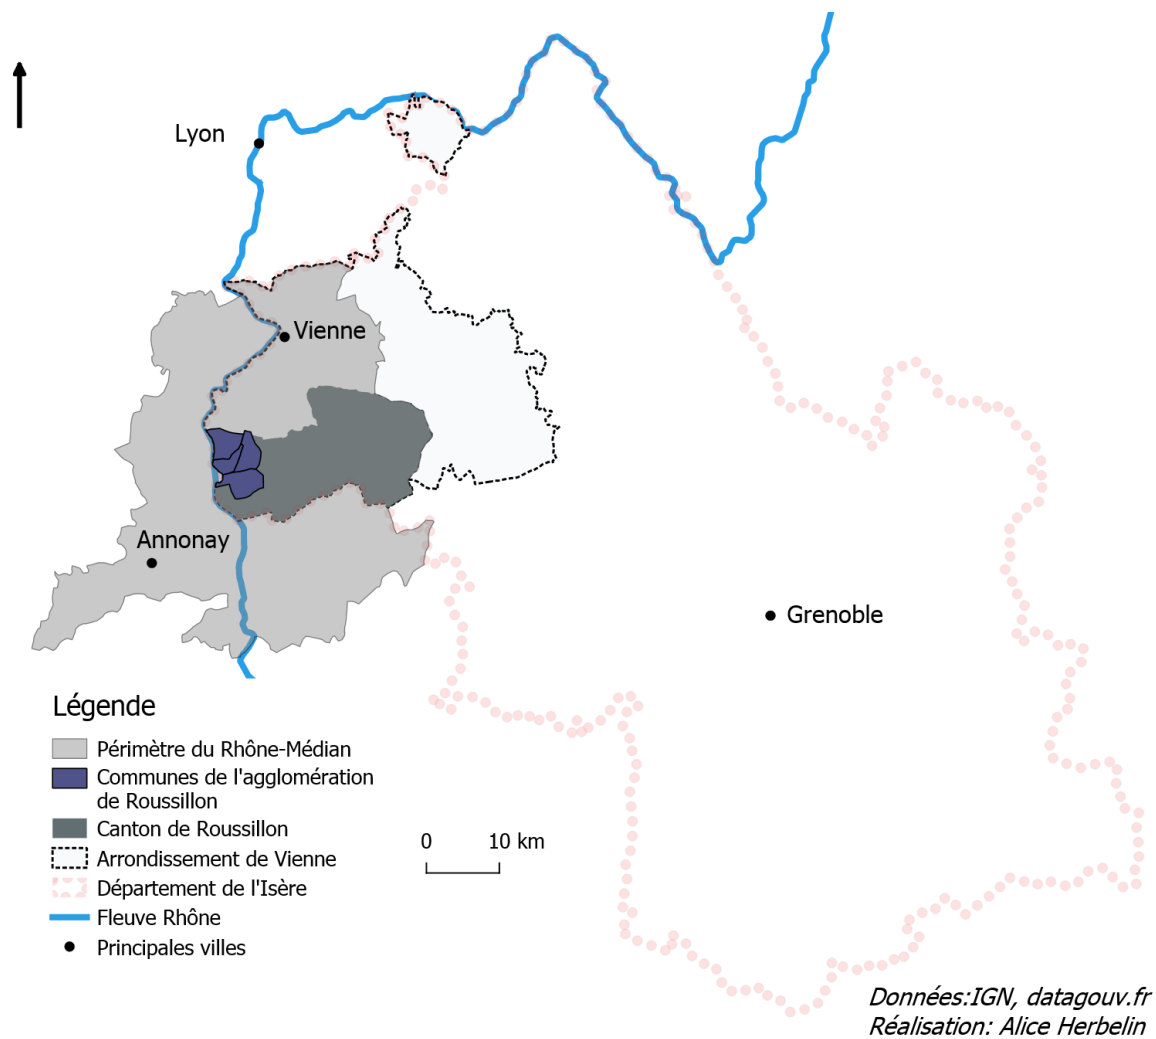 Lyon
Vienne
Annonay
Grenoble
Légende
Périmètre du Rhône-Médian
Communes de l'agglomération
de Roussillon
Canton de Roussillon
Arrondissement de Vienne
Département de l'Isère
Fleuve Rhône
Principales villes
0 10 km
Données:IGN, datagouv.fr
Réalisation: Alice Herbelin